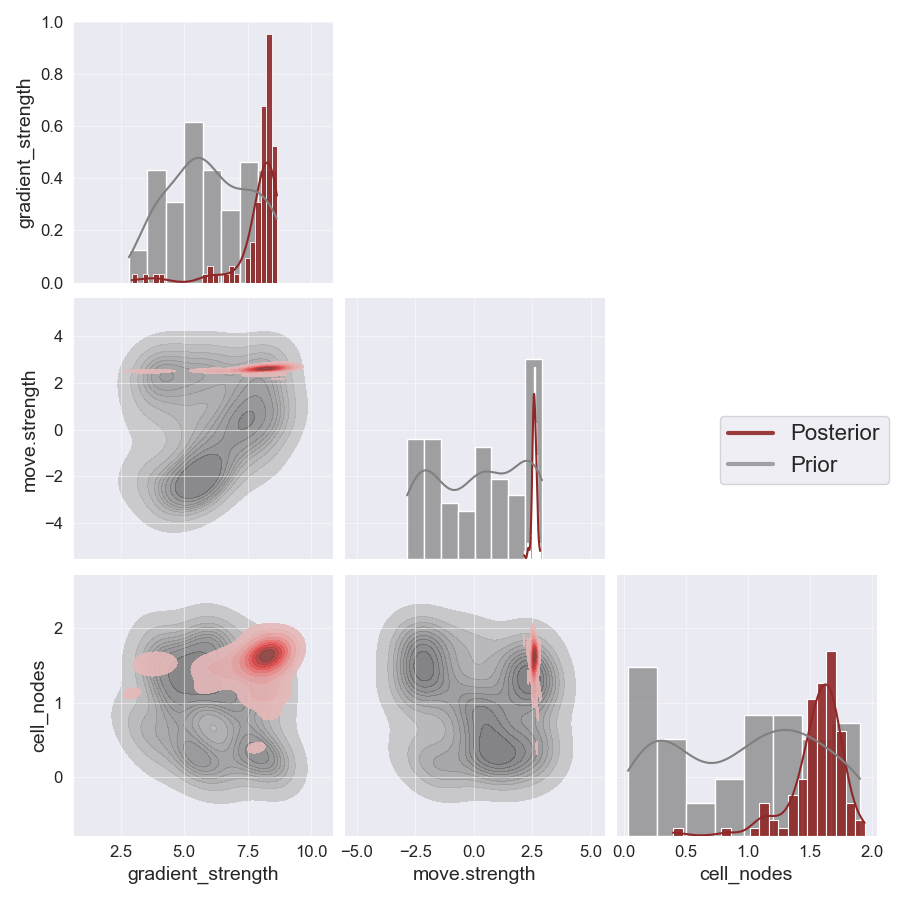 1.0
0.8
0.6
0.4
0.2
0.0
gradient_strength
4
2
0
−2
−4
move.strength
Posterior
Prior
2
1
0
cell_nodes
2.5 5.0 7.5 10.0
gradient_strength
−5.0 −2.5 0.0 2.5 5.0
move.strength
0.0 0.5 1.0 1.5 2.0
cell_nodes